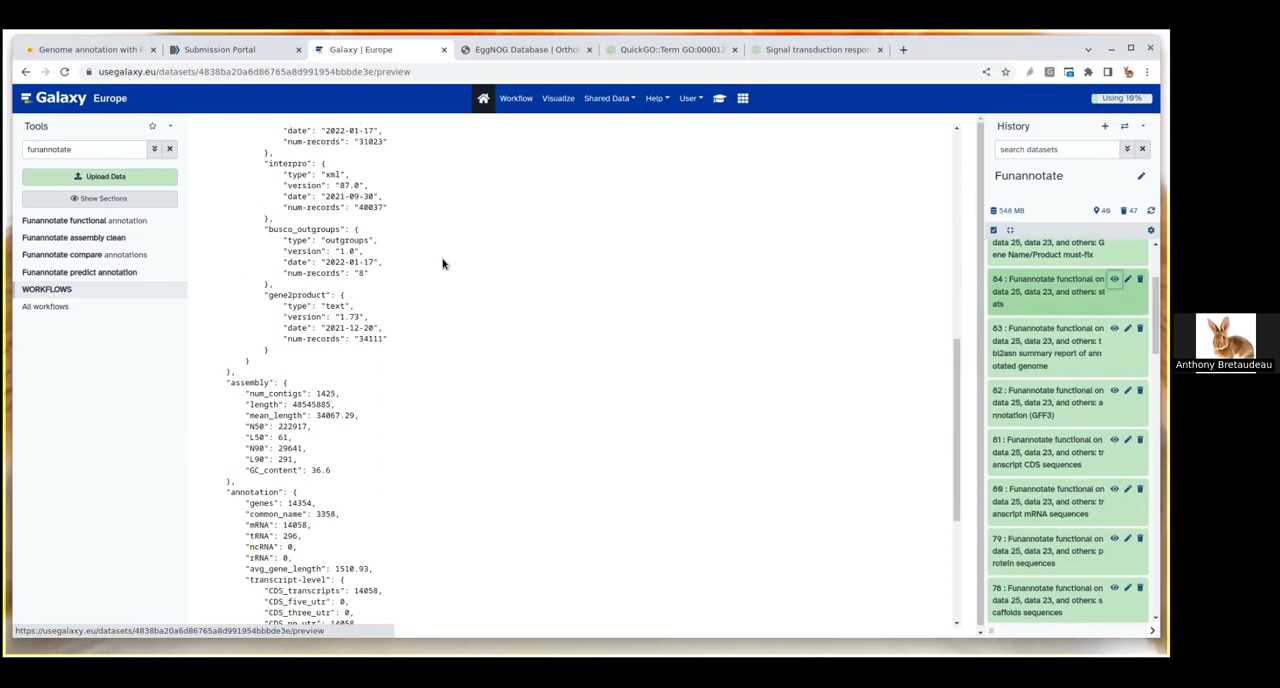 Genome annotation with F
Submission Portal
Galaxy | Europe
EggNOG Database | Orthol
QuickGO::Term GO:000012
Signal transduction respon
usegalaxy.eu/datasets/4838ba20a6d86765a8d991954bbbde3e/preview
Galaxy Europe
Workflow
Visualize
Shared Data
Help
User
Using 10%
Tools
funannotate
Upload Data
Show Sections
Funannotate functional annotation
Funannotate assembly clean
Funannotate compare annotations
Funannotate predict annotation
WORKFLOWS
All workflows
"date": "2022-01-17",
"num-records": "31023"
},
"interpro": {
"type": "xml",
"version": "87.0",
"date": "2021-09-30",
"num-records": "40037"
},
"busco_outgroups": {
"type": "outgroups",
"version": "1.0",
"date": "2022-01-17",
"num-records": "8"
},
"gene2product": {
"type": "text",
"version": "1.73",
"date": "2021-12-20",
"num-records": "34111"
}
}
},
"assembly": {
"num_contigs": 1425,
"length": 48545885,
"mean_length": 34067.29,
"N50": 222917,
"L50": 61,
"N90": 29641,
"L90": 291,
"GC_content": 36.6
},
"annotation": {
"genes": 14354,
"common_name": 3358,
"mRNA": 14058,
"tRNA": 296,
"ncRNA": 0,
"rRNA": 0,
"avg_gene_length": 1510.93,
"transcript-level": {
"CDS_transcripts": 14058,
"CDS_five_utr": 0,
"CDS_three_utr": 0,
"CDS_no_utr": 14058,
https://usegalaxy.eu/datasets/4838ba20a6d86765a8d991954bbbde3e/preview
History
search datasets
Funannotate
548 MB
46
47
data 25, data 23, and others: G
ene Name/Product must-fix
84 : Funannotate functional on
data 25, data 23, and others: st
ats
83 : Funannotate functional on
data 25, data 23, and others: t
bl2asn summary report of ann
otated genome
82 : Funannotate functional on
data 25, data 23, and others: a
nnotation (GFF3)
81 : Funannotate functional on
data 25, data 23, and others: tr
anscript CDS sequences
80 : Funannotate functional on
data 25, data 23, and others: tr
anscript mRNA sequences
79 : Funannotate functional on
data 25, data 23, and others: p
rotein sequences
78 : Funannotate functional on
data 25, data 23, and others: s
caffolds sequences
Anthony Bretaudeau